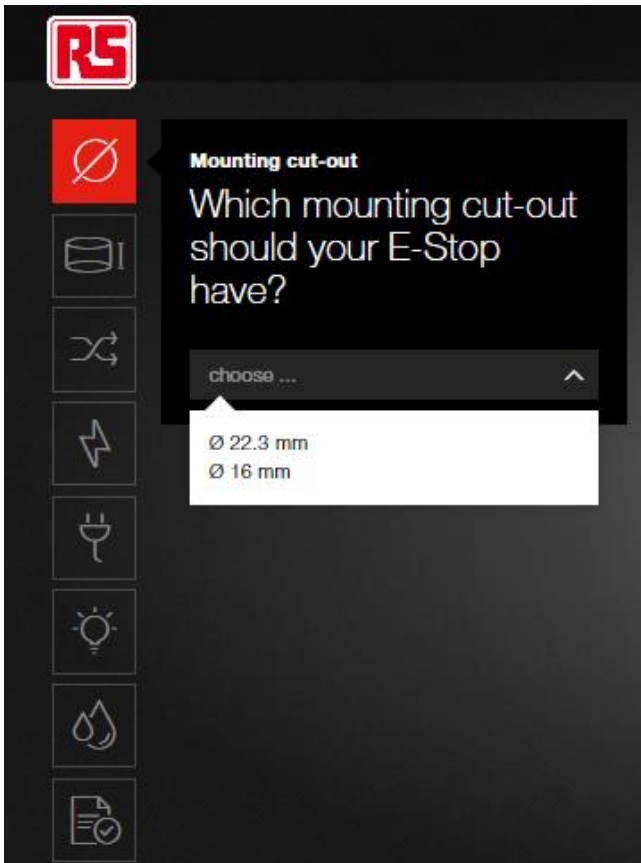 RS
Mounting cut-out
Which mounting cut-out
should your E-Stop
have?
choose ...
Ø 22.3 mm
Ø 16 mm